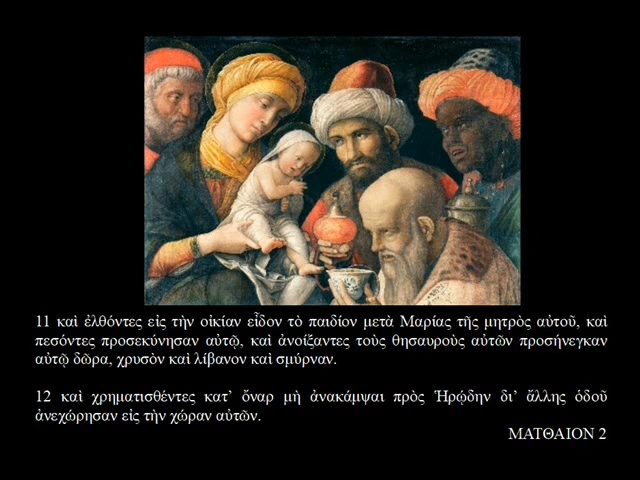 11 καὶ ἐλθόντες εἰς τὴν οἰκίαν εἶδον τὸ παιδίον μετὰ Μαρίας τῆς μητρὸς αὐτοῦ, καὶ
πεσόντες προσεκύνησαν αὐτῷ, καὶ ἀνοίξαντες τοὺς θησαυροὺς αὐτῶν προσήνεγκαν
αὐτῷ δῶρα, χρυσὸν καὶ λίβανον καὶ σμύρναν.
12 καὶ χρηματισθέντες κατ’ ὄναρ μὴ ἀνακάμψαι πρὸς Ἡρῴδην δι’ ἄλλης ὁδοῦ
ἀνεχώρησαν εἰς τὴν χώραν αὐτῶν.
ΜΑΤΘΑΙΟΝ 2